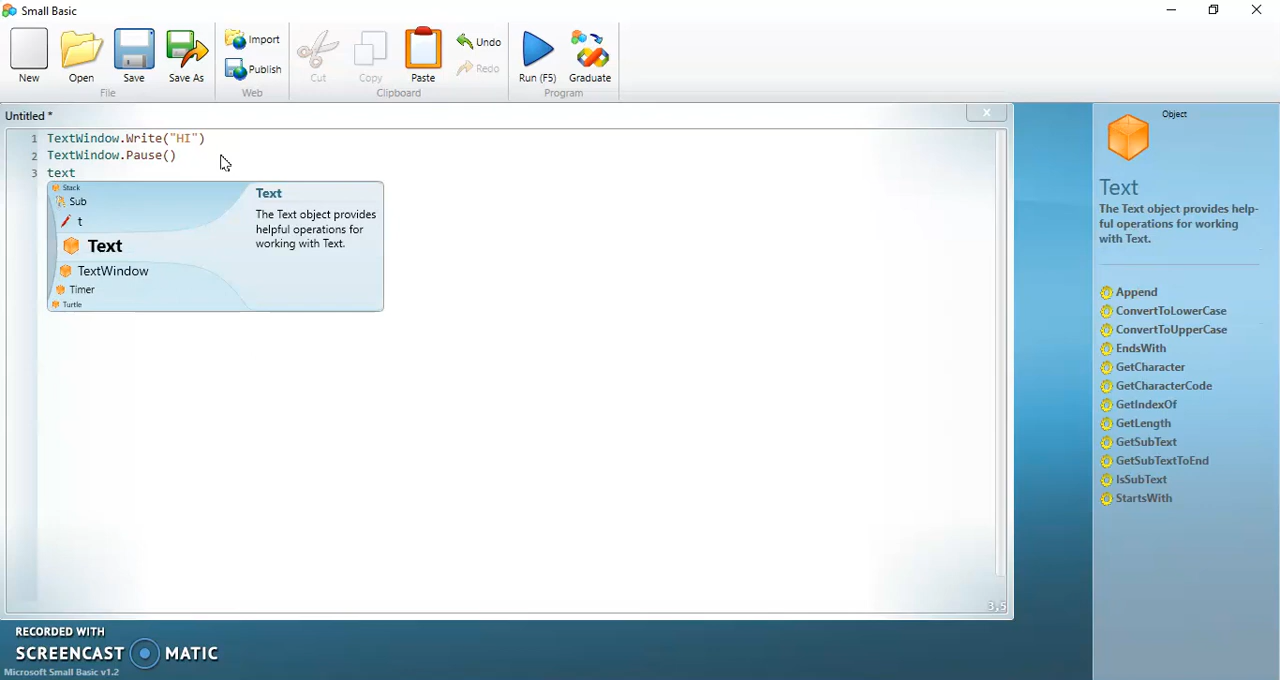 Small Basic
New
Open
Save
Save As
File
Import
Publish
Web
Cut
Copy
Paste
Undo
Redo
Clipboard
Run (F5)
Graduate
Program
Untitled *
x
1 TextWindow.Write("HI")
2 TextWindow.Pause()
3 text
Stack
Sub
t
Text
TextWindow
Timer
Turtle
Text
The Text object provides
helpful operations for
working with Text.
3,5
Object
Text
The Text object provides help-
ful operations for working
with Text.
Append
ConvertToLowerCase
ConvertToUpperCase
EndsWith
GetCharacter
GetCharacterCode
GetIndexOf
GetLength
GetSubText
GetSubTextToEnd
IsSubText
StartsWith
RECORDED WITH
SCREENCAST MATIC
Microsoft Small Basic v1.2